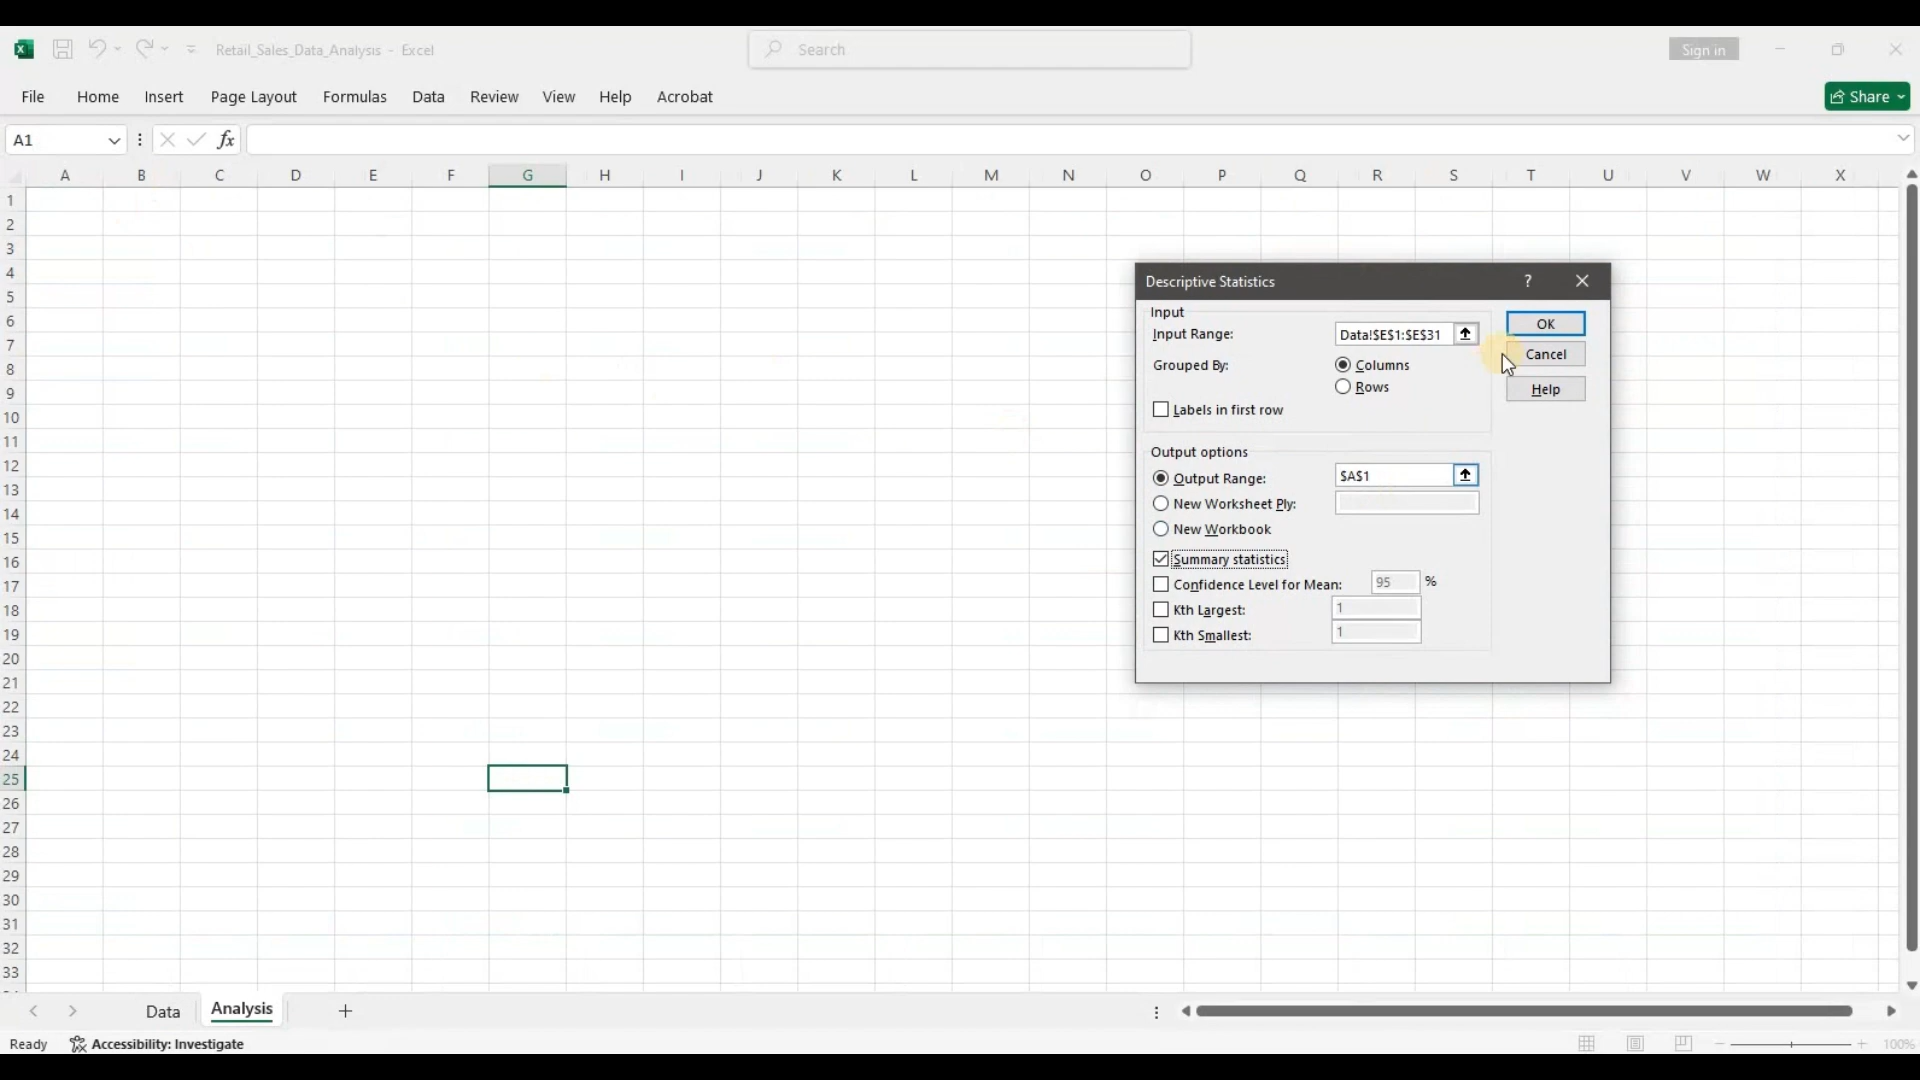 Retail_Sales_Data_Analysis - Excel
Search
Sign in
File Home Insert Page Layout Formulas Data Review View Help Acrobat
Share
A1
fx
A B C D E F G H I J K L M N O P Q R S T U V W X
1
2
3
4
5
6
7
8
9
10
11
12
13
14
15
16
17
18
19
20
21
22
23
24
25
26
27
28
29
30
31
32
33
Descriptive Statistics ?
Input
Input Range: Data!$E$1:$E$31
OK
Grouped By: Columns
Cancel
Rows
Help
Labels in first row
Output options
Output Range: $A$1
New Worksheet Ply:
New Workbook
Summary statistics
Confidence Level for Mean: 95 %
Kth Largest: 1
Kth Smallest: 1
Data Analysis +
Ready Accessibility: Investigate
100%